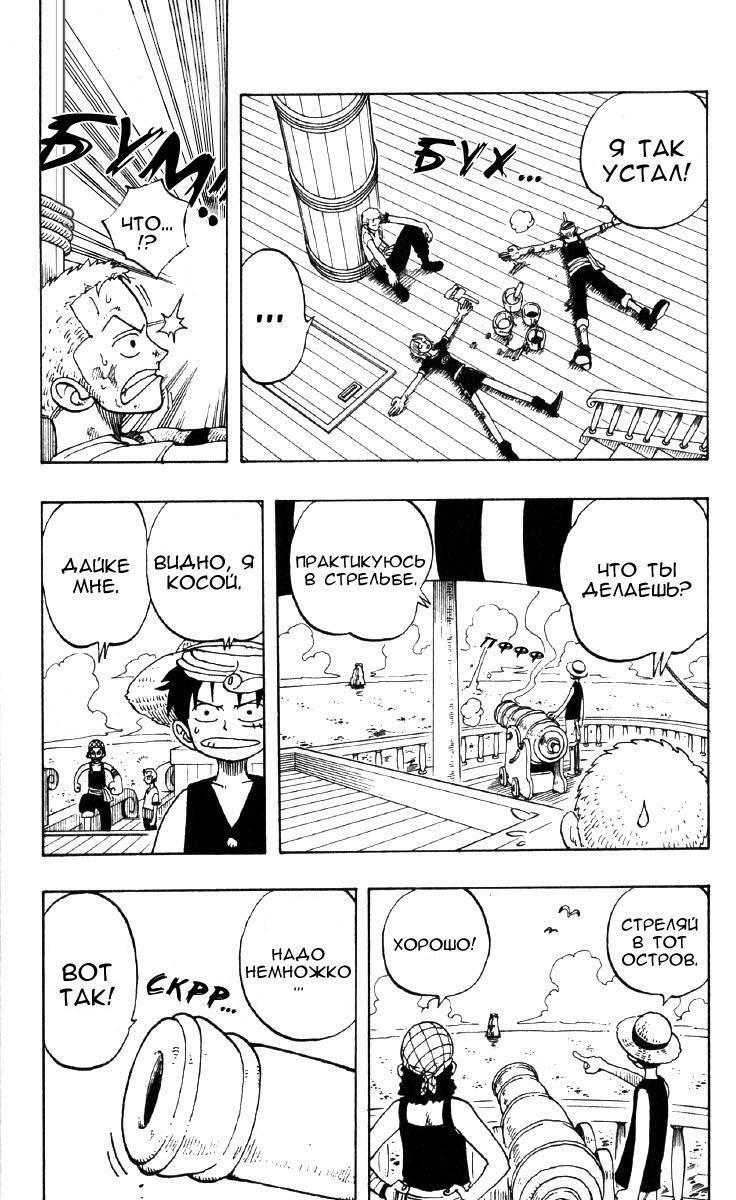 Я ТАК
УСТАЛ!
БУХ...
...
БУМ!!
ЧТО...
!?
ЧТО ТЫ
ДЕЛАЕШЬ?
ПРАКТИКУЮСЬ
В СТРЕЛЬБЕ.
ПФФФ
ВИДНО, Я
КОСОЙ.
ДАЙКЕ
МНЕ.
СТРЕЛЯЙ
В ТОТ
ОСТРОВ.
ХОРОШО!
НАДО
НЕМНОЖКО
...
СКРР...
ВОТ
ТАК!